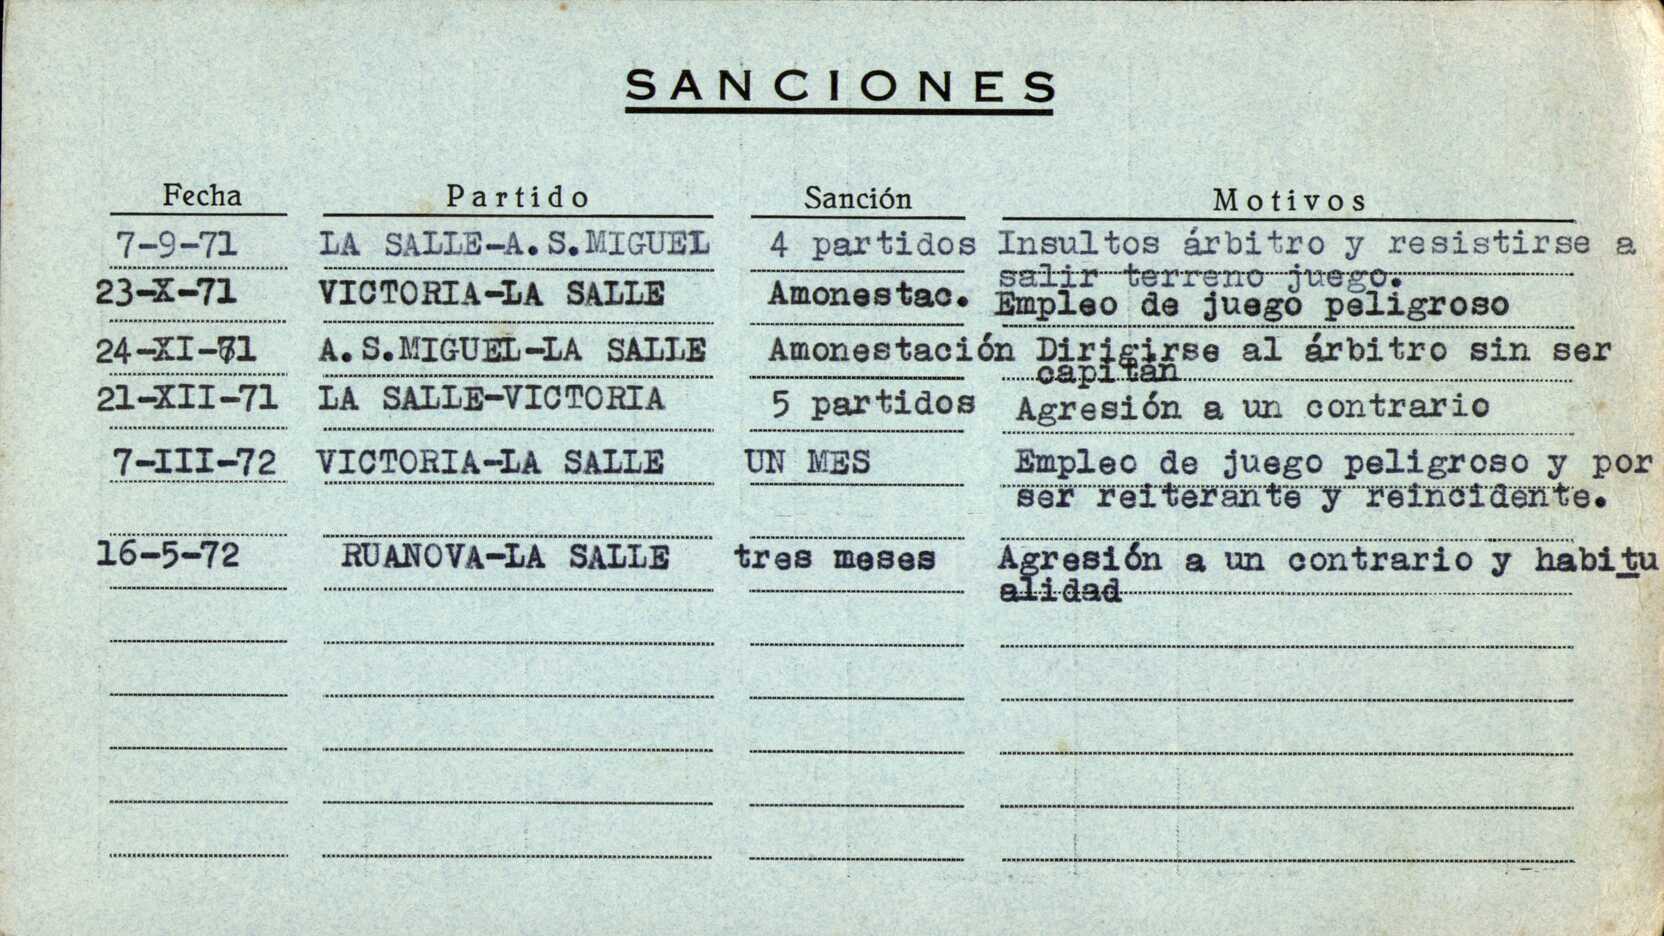 SANCIONES
Fecha Partido Sanción Motivos
7-9-71 LA SALLE-A.S.MIGUEL 4 partidos Insultos árbitro y resistirse a
salir terreno juego.
23-X-71 VICTORIA-LA SALLE Amonestac. Empleo de juego peligroso
24-XI-71 A.S.MIGUEL-LA SALLE Amonestación Dirigirse al árbitro sin ser
capitán
21-XII-71 LA SALLE-VICTORIA 5 partidos Agresión a un contrario
7-III-72 VICTORIA-LA SALLE UN MES Empleo de juego peligroso y por
ser reiterante y reincidente.
16-5-72 RUANOVA-LA SALLE tres meses Agresión a un contrario y habitu
alidad